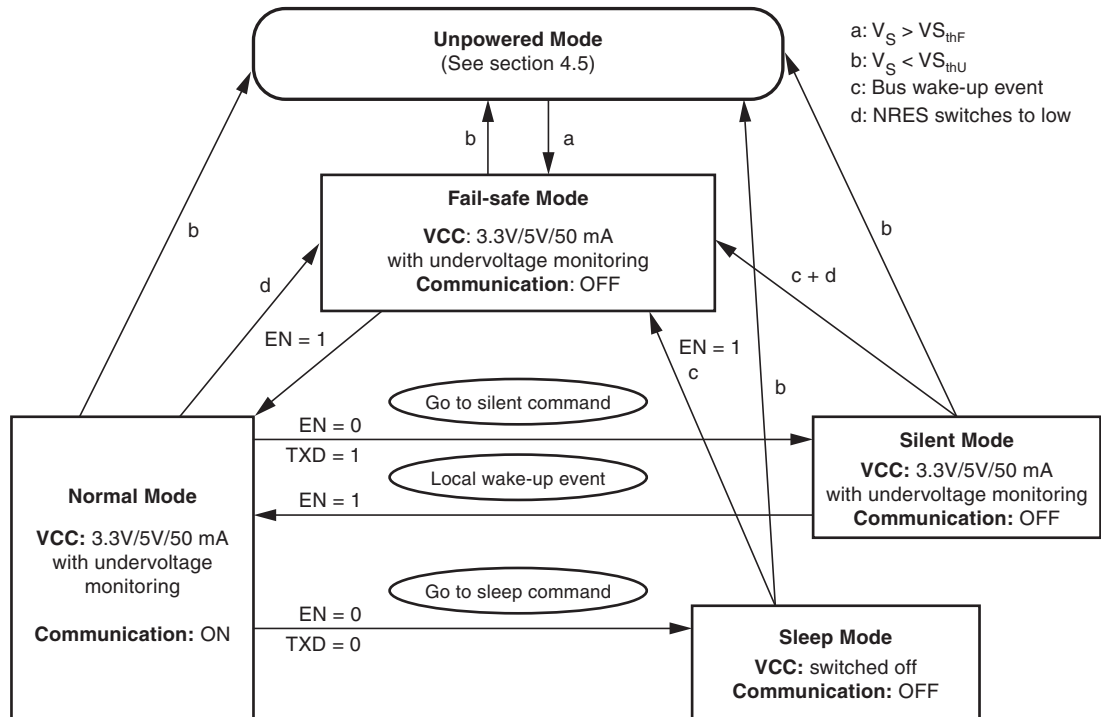 Unpowered Mode
(See section 4.5)
a: V_S > VS_thF
b: V_S < VS_thU
c: Bus wake-up event
d: NRES switches to low
b
a
Fail-safe Mode
VCC: 3.3V/5V/50 mA
with undervoltage monitoring
Communication: OFF
b
d
EN = 1
b
c + d
EN = 1
c
b
Go to silent command
EN = 0
TXD = 1
Local wake-up event
EN = 1
Silent Mode
VCC: 3.3V/5V/50 mA
with undervoltage monitoring
Communication: OFF
Normal Mode
VCC: 3.3V/5V/50 mA
with undervoltage
monitoring
Communication: ON
Go to sleep command
EN = 0
TXD = 0
Sleep Mode
VCC: switched off
Communication: OFF